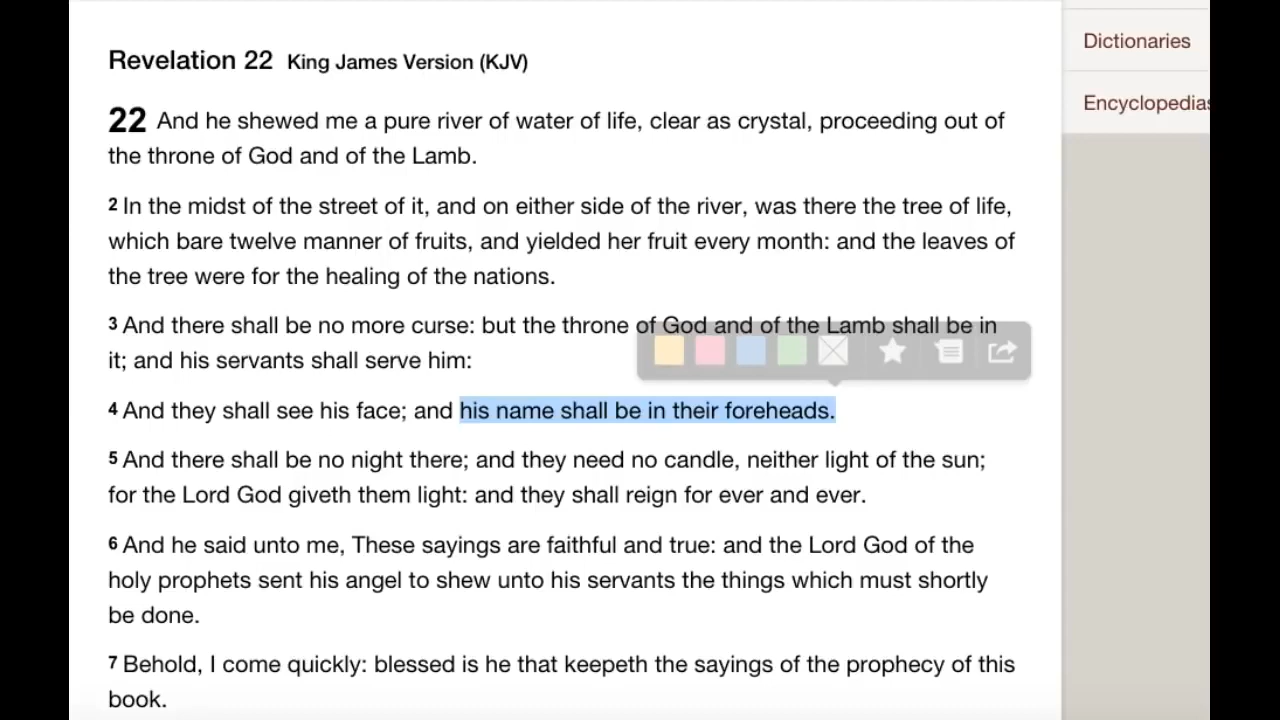 Revelation 22 King James Version (KJV)
22 And he shewed me a pure river of water of life, clear as crystal, proceeding out of
the throne of God and of the Lamb.
2 In the midst of the street of it, and on either side of the river, was there the tree of life,
which bare twelve manner of fruits, and yielded her fruit every month: and the leaves of
the tree were for the healing of the nations.
3 And there shall be no more curse: but the throne of God and of the Lamb shall be in
it; and his servants shall serve him:
4 And they shall see his face; and his name shall be in their foreheads.
5 And there shall be no night there; and they need no candle, neither light of the sun;
for the Lord God giveth them light: and they shall reign for ever and ever.
6 And he said unto me, These sayings are faithful and true: and the Lord God of the
holy prophets sent his angel to shew unto his servants the things which must shortly
be done.
7 Behold, I come quickly: blessed is he that keepeth the sayings of the prophecy of this
book.
Dictionaries
Encyclopedias